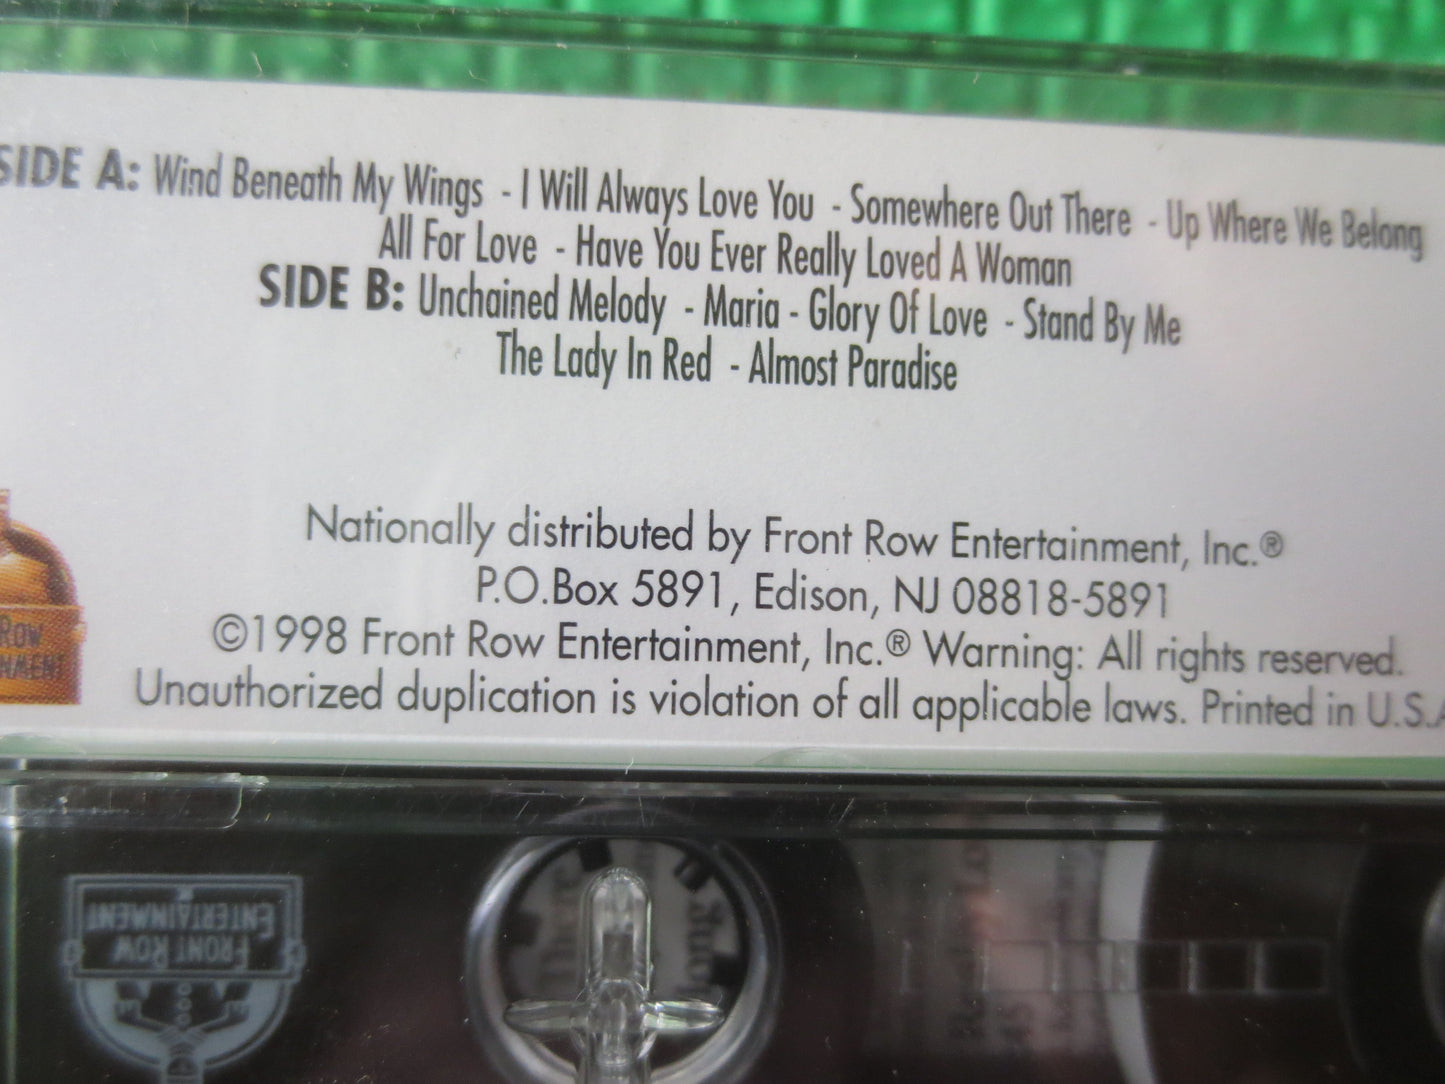 SIDE A: Wind Beneath My Wings - I Will Always Love You - Somewhere Out There - Up Where We Belong
All For Love - Have You Ever Really Loved A Woman
SIDE B: Unchained Melody - Maria - Glory Of Love - Stand By Me
The Lady In Red - Almost Paradise
Nationally distributed by Front Row Entertainment, Inc.®
P.O.Box 5891, Edison, NJ 08818-5891
©1998 Front Row Entertainment, Inc.® Warning: All rights reserved.
Unauthorized duplication is violation of all applicable laws. Printed in U.S.A
ROW
NMENT
FRONT ROW
ENTERTAINMENT